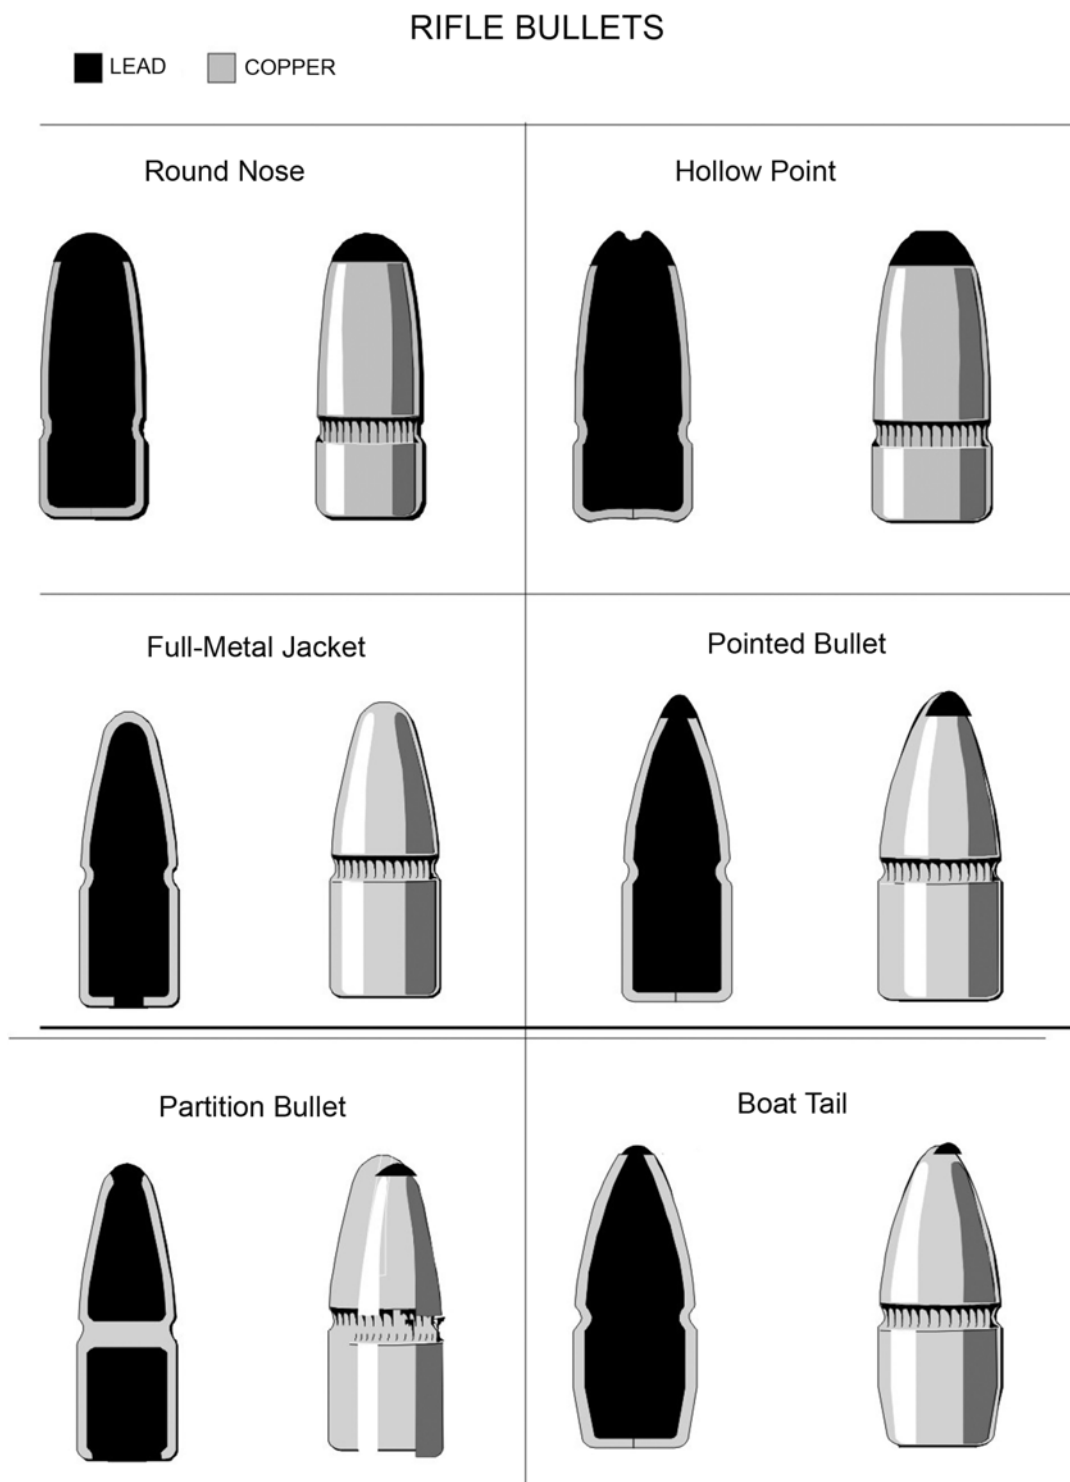 RIFLE BULLETS
LEAD COPPER
Round Nose
Hollow Point
Full-Metal Jacket
Pointed Bullet
Partition Bullet
Boat Tail